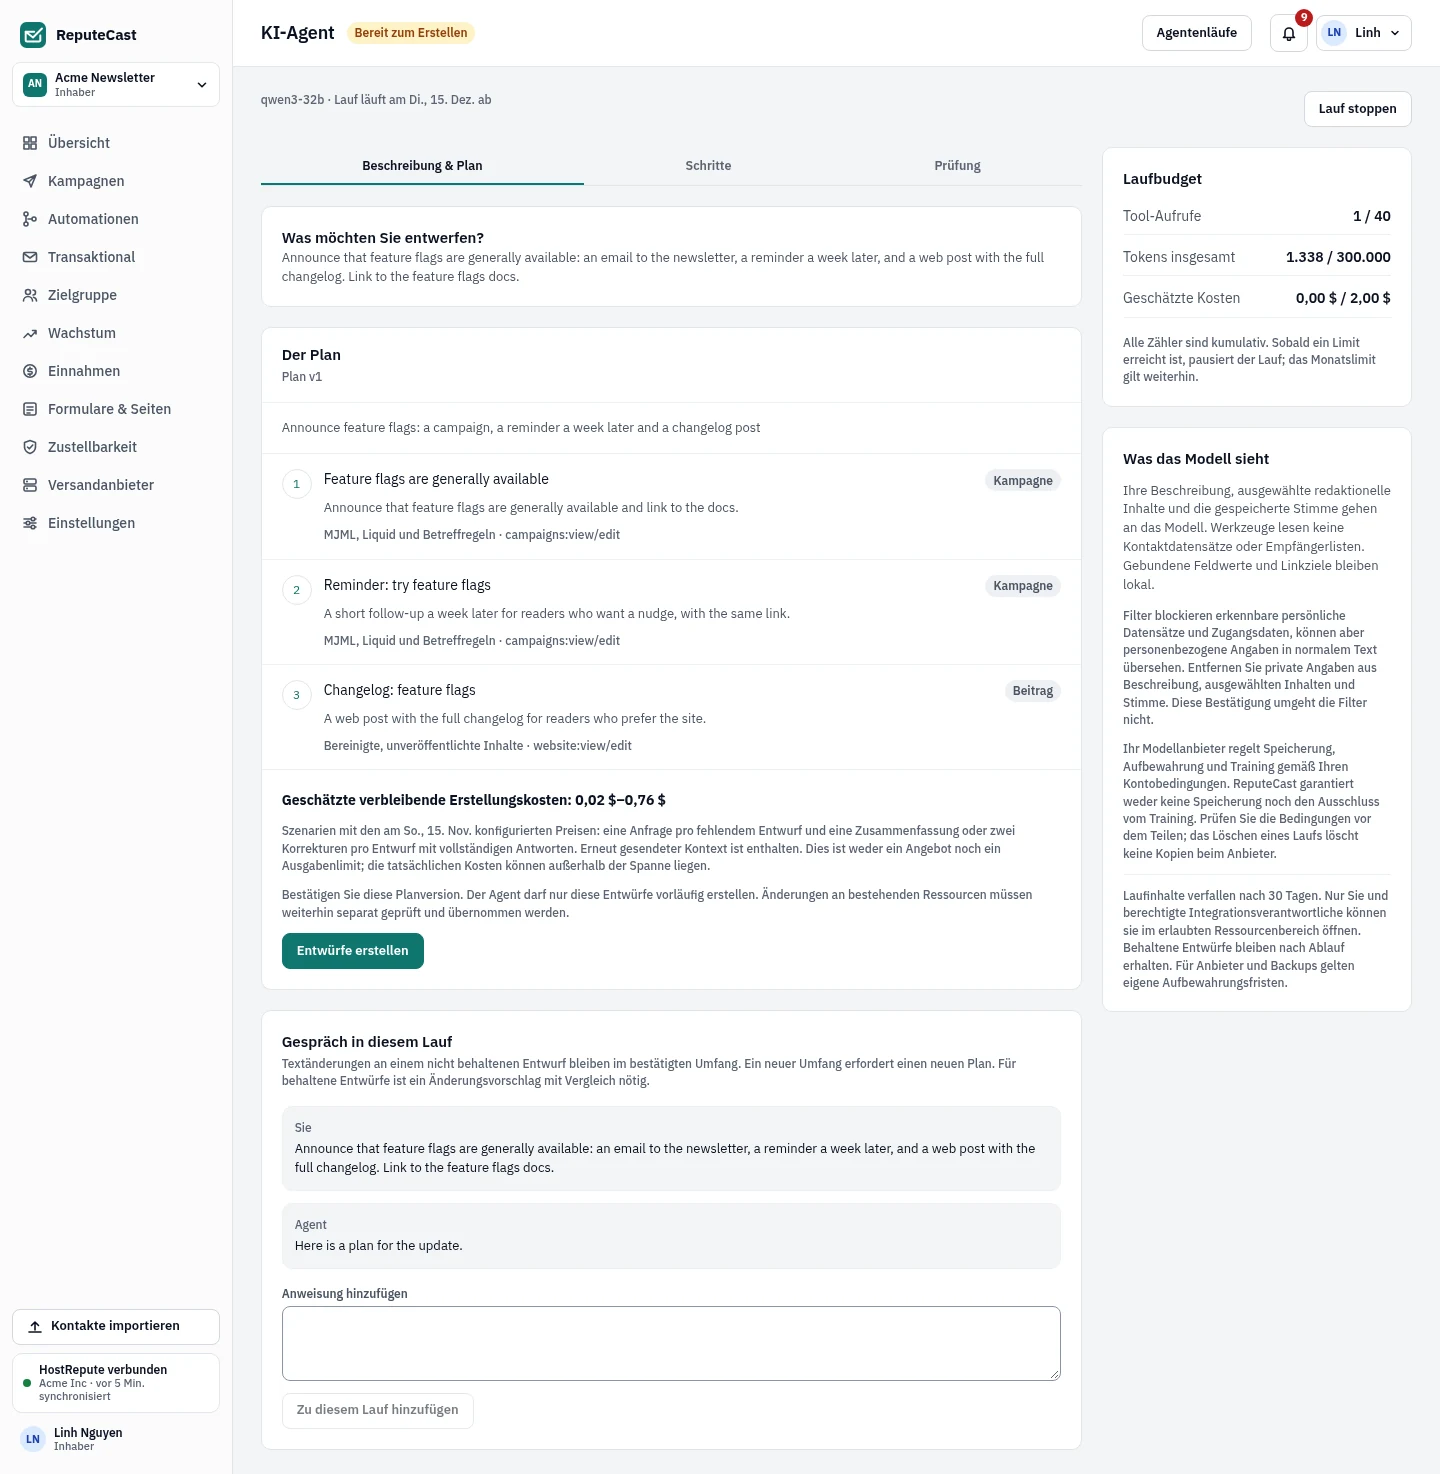 ReputeCast
AN
Acme Newsletter
Inhaber
Übersicht
Kampagnen
Automationen
Transaktional
Zielgruppe
Wachstum
Einnahmen
Formulare & Seiten
Zustellbarkeit
Versandanbieter
Einstellungen
Kontakte importieren
HostRepute verbunden
Acme Inc · vor 5 Min.
synchronisiert
LN
Linh Nguyen
Inhaber
KI-Agent
Bereit zum Erstellen
Agentenläufe
9
LN
Linh
qwen3-32b · Lauf läuft am Di., 15. Dez. ab
Lauf stoppen
Beschreibung & Plan
Schritte
Prüfung
Was möchten Sie entwerfen?
Announce that feature flags are generally available: an email to the newsletter, a reminder a week later, and a web post with the full
changelog. Link to the feature flags docs.
Der Plan
Plan v1
Announce feature flags: a campaign, a reminder a week later and a changelog post
1
Feature flags are generally available
Kampagne
Announce that feature flags are generally available and link to the docs.
MJML, Liquid und Betreffregeln · campaigns:view/edit
2
Reminder: try feature flags
Kampagne
A short follow-up a week later for readers who want a nudge, with the same link.
MJML, Liquid und Betreffregeln · campaigns:view/edit
3
Changelog: feature flags
Beitrag
A web post with the full changelog for readers who prefer the site.
Bereinigte, unveröffentlichte Inhalte · website:view/edit
Geschätzte verbleibende Erstellungskosten: 0,02 $–0,76 $
Szenarien mit den am So., 15. Nov. konfigurierten Preisen: eine Anfrage pro fehlendem Entwurf und eine Zusammenfassung oder zwei
Korrekturen pro Entwurf mit vollständigen Antworten. Erneut gesendeter Kontext ist enthalten. Dies ist weder ein Angebot noch ein
Ausgabenlimit; die tatsächlichen Kosten können außerhalb der Spanne liegen.
Bestätigen Sie diese Planversion. Der Agent darf nur diese Entwürfe vorläufig erstellen. Änderungen an bestehenden Ressourcen müssen
weiterhin separat geprüft und übernommen werden.
Entwürfe erstellen
Gespräch in diesem Lauf
Textänderungen an einem nicht behaltenen Entwurf bleiben im bestätigten Umfang. Ein neuer Umfang erfordert einen neuen Plan. Für
behaltene Entwürfe ist ein Änderungsvorschlag mit Vergleich nötig.
Sie
Announce that feature flags are generally available: an email to the newsletter, a reminder a week later, and a web post with the
full changelog. Link to the feature flags docs.
Agent
Here is a plan for the update.
Anweisung hinzufügen
Zu diesem Lauf hinzufügen
Laufbudget
Tool-Aufrufe
1 / 40
Tokens insgesamt
1.338 / 300.000
Geschätzte Kosten
0,00 $ / 2,00 $
Alle Zähler sind kumulativ. Sobald ein Limit
erreicht ist, pausiert der Lauf; das Monatslimit
gilt weiterhin.
Was das Modell sieht
Ihre Beschreibung, ausgewählte redaktionelle
Inhalte und die gespeicherte Stimme gehen
an das Modell. Werkzeuge lesen keine
Kontaktdatensätze oder Empfängerlisten.
Gebundene Feldwerte und Linkziele bleiben
lokal.
Filter blockieren erkennbare persönliche
Datensätze und Zugangsdaten, können aber
personenbezogene Angaben in normalem Text
übersehen. Entfernen Sie private Angaben aus
Beschreibung, ausgewählten Inhalten und
Stimme. Diese Bestätigung umgeht die Filter
nicht.
Ihr Modellanbieter regelt Speicherung,
Aufbewahrung und Training gemäß Ihren
Kontobedingungen. ReputeCast garantiert
weder keine Speicherung noch den Ausschluss
vom Training. Prüfen Sie die Bedingungen vor
dem Teilen; das Löschen eines Laufs löscht
keine Kopien beim Anbieter.
Laufinhalte verfallen nach 30 Tagen. Nur Sie und
berechtigte Integrationsverantwortliche können
sie im erlaubten Ressourcenbereich öffnen.
Behaltene Entwürfe bleiben nach Ablauf
erhalten. Für Anbieter und Backups gelten
eigene Aufbewahrungsfristen.